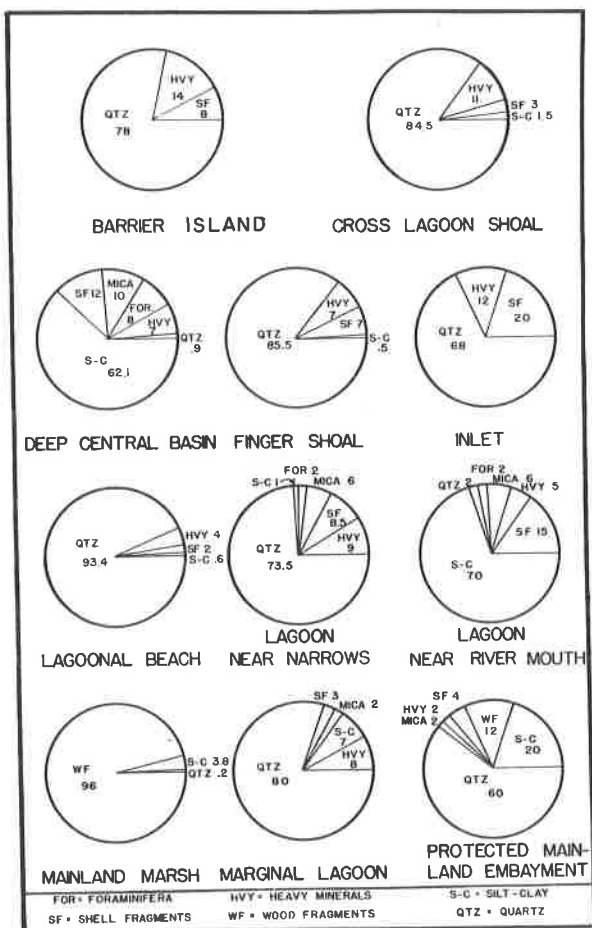 QTZ
78
HVY
14
SF
8
BARRIER ISLAND
QTZ
84.5
HVY
11
SF 3
S-C 1.5
CROSS LAGOON SHOAL
SF 12
MICA
10
FOR.
8
HVY
7
QTZ
.9
S-C
62.1
DEEP CENTRAL BASIN
QTZ
85.5
HVY
7
SF 7
S-C
.5
FINGER SHOAL
HVY
12
SF
20
QTZ
68
INLET
QTZ
93.4
HVY 4
SF 2
S-C .6
LAGOONAL BEACH
FOR 2
S-C 1
MICA 6
SF
8.5
HVY
9
QTZ
73.5
LAGOON
NEAR NARROWS
FOR 2
QTZ 2
MICA 6
HVY 5
SF 15
S-C
70
LAGOON
NEAR RIVER MOUTH
WF
96
S-C 3.8
QTZ .2
MAINLAND MARSH
SF 3
MICA 2
S-C
7
HVY
8
QTZ
80
MARGINAL LAGOON
SF 4
HVY 2
MICA 2
WF
12
S-C
20
QTZ
60
PROTECTED MAIN-
LAND EMBAYMENT
FOR = FORAMINIFERA HVY = HEAVY MINERALS S-C = SILT-CLAY
SF = SHELL FRAGMENTS WF = WOOD FRAGMENTS QTZ = QUARTZ